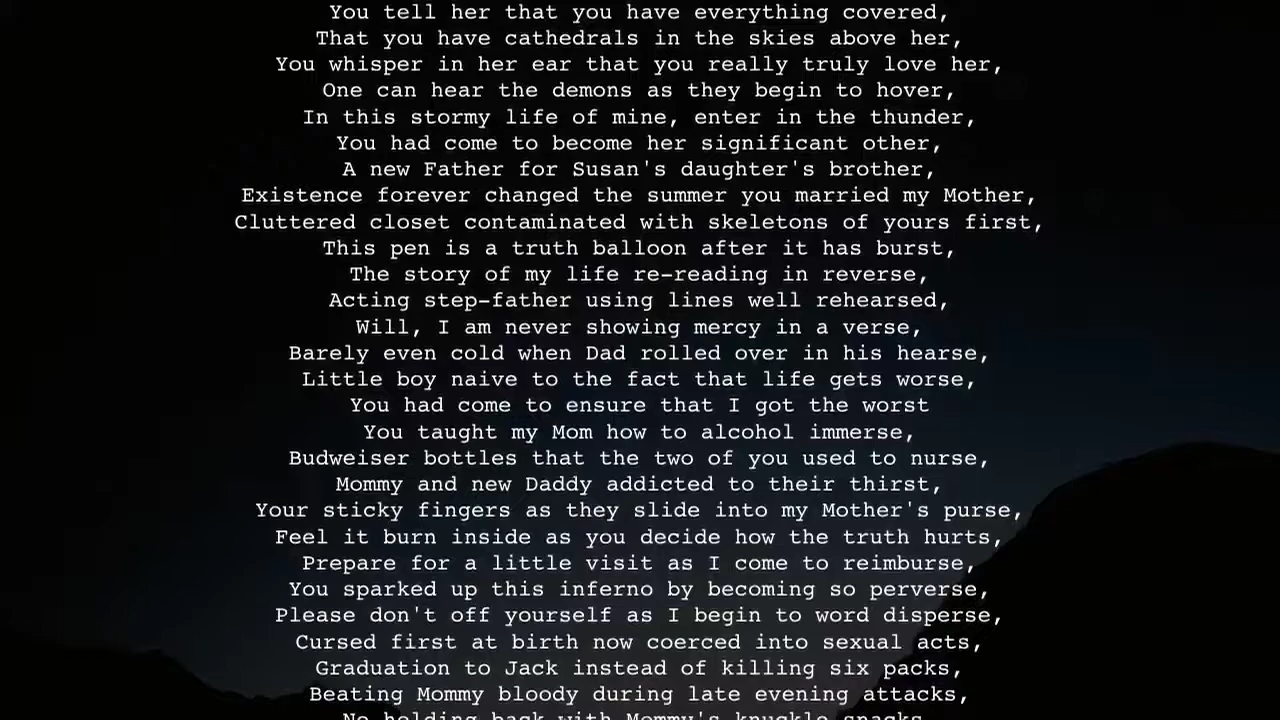 You tell her that you have everything covered,
That you have cathedrals in the skies above her,
You whisper in her ear that you really truly love her,
One can hear the demons as they begin to hover,
In this stormy life of mine, enter in the thunder,
You had come to become her significant other,
A new Father for Susan's daughter's brother,
Existence forever changed the summer you married my Mother,
Cluttered closet contaminated with skeletons of yours first,
This pen is a truth balloon after it has burst,
The story of my life re-reading in reverse,
Acting step-father using lines well rehearsed,
Will, I am never showing mercy in a verse,
Barely even cold when Dad rolled over in his hearse,
Little boy naive to the fact that life gets worse,
You had come to ensure that I got the worst
You taught my Mom how to alcohol immerse,
Budweiser bottles that the two of you used to nurse,
Mommy and new Daddy addicted to their thirst,
Your sticky fingers as they slide into my Mother's purse,
Feel it burn inside as you decide how the truth hurts,
Prepare for a little visit as I come to reimburse,
You sparked up this inferno by becoming so perverse,
Please don't off yourself as I begin to word disperse,
Cursed first at birth now coerced into sexual acts,
Graduation to Jack instead of killing six packs,
Beating Mommy bloody during late evening attacks,
No holding back with Mommy's knuckle snacks